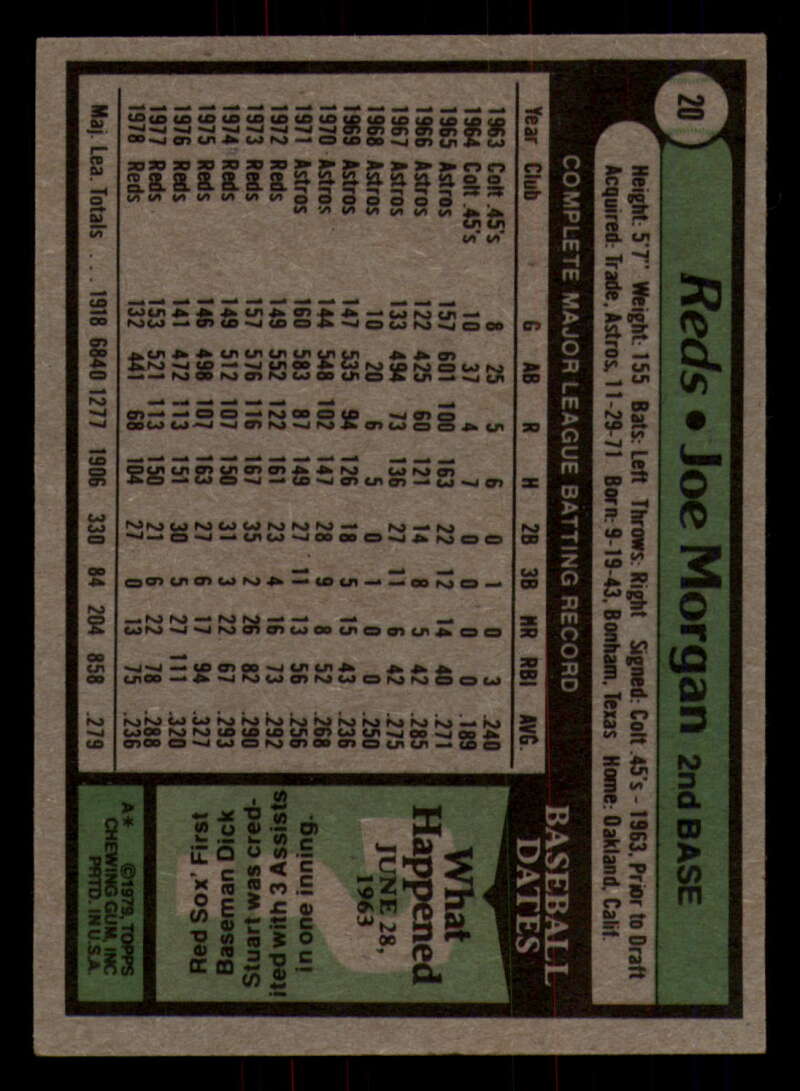 20
Reds • Joe Morgan 2nd BASE
Height: 5'7" Weight: 155 Bats: Left Throws: Right Signed: Colt .45's - 1963, Prior to Draft
Acquired: Trade, Astros, 11-29-71 Born: 9-19-43, Bonham, Texas Home: Oakland, Calif.
COMPLETE MAJOR LEAGUE BATTING RECORD
Year Club G AB R H 2B 3B HR RBI AVG.
1963 Colt .45's 8 25 5 6 0 1 0 3 .240
1964 Colt .45's 10 37 4 7 0 0 0 0 .189
1965 Astros 157 601 100 163 22 12 14 40 .271
1966 Astros 122 425 60 121 14 8 5 42 .285
1967 Astros 133 494 73 136 27 11 6 42 .275
1968 Astros 10 20 6 5 0 1 0 0 .250
1969 Astros 147 535 94 126 18 5 15 43 .236
1970 Astros 144 548 102 147 28 9 8 52 .268
1971 Astros 160 583 87 149 27 11 13 56 .256
1972 Reds 149 552 122 161 23 4 16 73 .292
1973 Reds 157 576 116 167 35 2 26 82 .290
1974 Reds 149 512 107 150 31 3 22 67 .293
1975 Reds 146 498 107 163 27 6 17 94 .327
1976 Reds 141 472 113 151 30 5 27 111 .320
1977 Reds 153 521 113 150 21 6 22 78 .288
1978 Reds 132 441 68 104 27 0 13 75 .236
Maj. Lea. Totals . . . . 1918 6840 1277 1906 330 84 204 858 .279
BASEBALL
DATES
What
Happened
JUNE 28,
1963
Red Sox' First
Baseman Dick
Stuart was cred-
ited with 3 Assists
in one inning.
A** ©1979, TOPPS
CHEWING GUM, INC
PRTD. IN U.S.A.